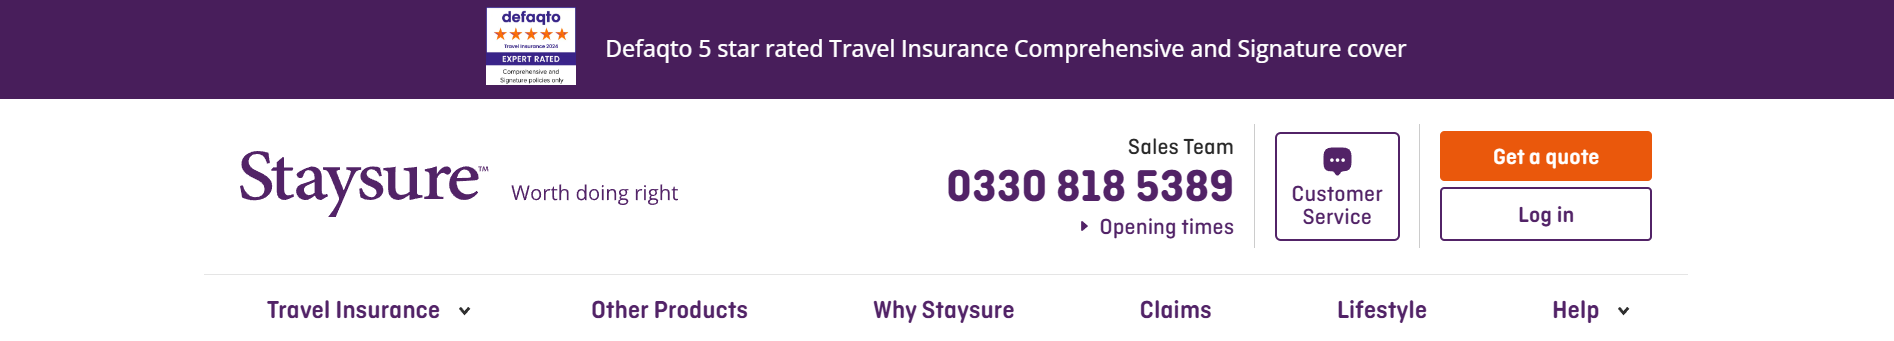 defaqto
Travel Insurance 2024
EXPERT RATED
Comprehensive and
Signature policies only
Defaqto 5 star rated Travel Insurance Comprehensive and Signature cover
Staysure™
Worth doing right
Sales Team
0330 818 5389
Opening times
Customer
Service
Get a quote
Log in
Travel Insurance
Other Products
Why Staysure
Claims
Lifestyle
Help